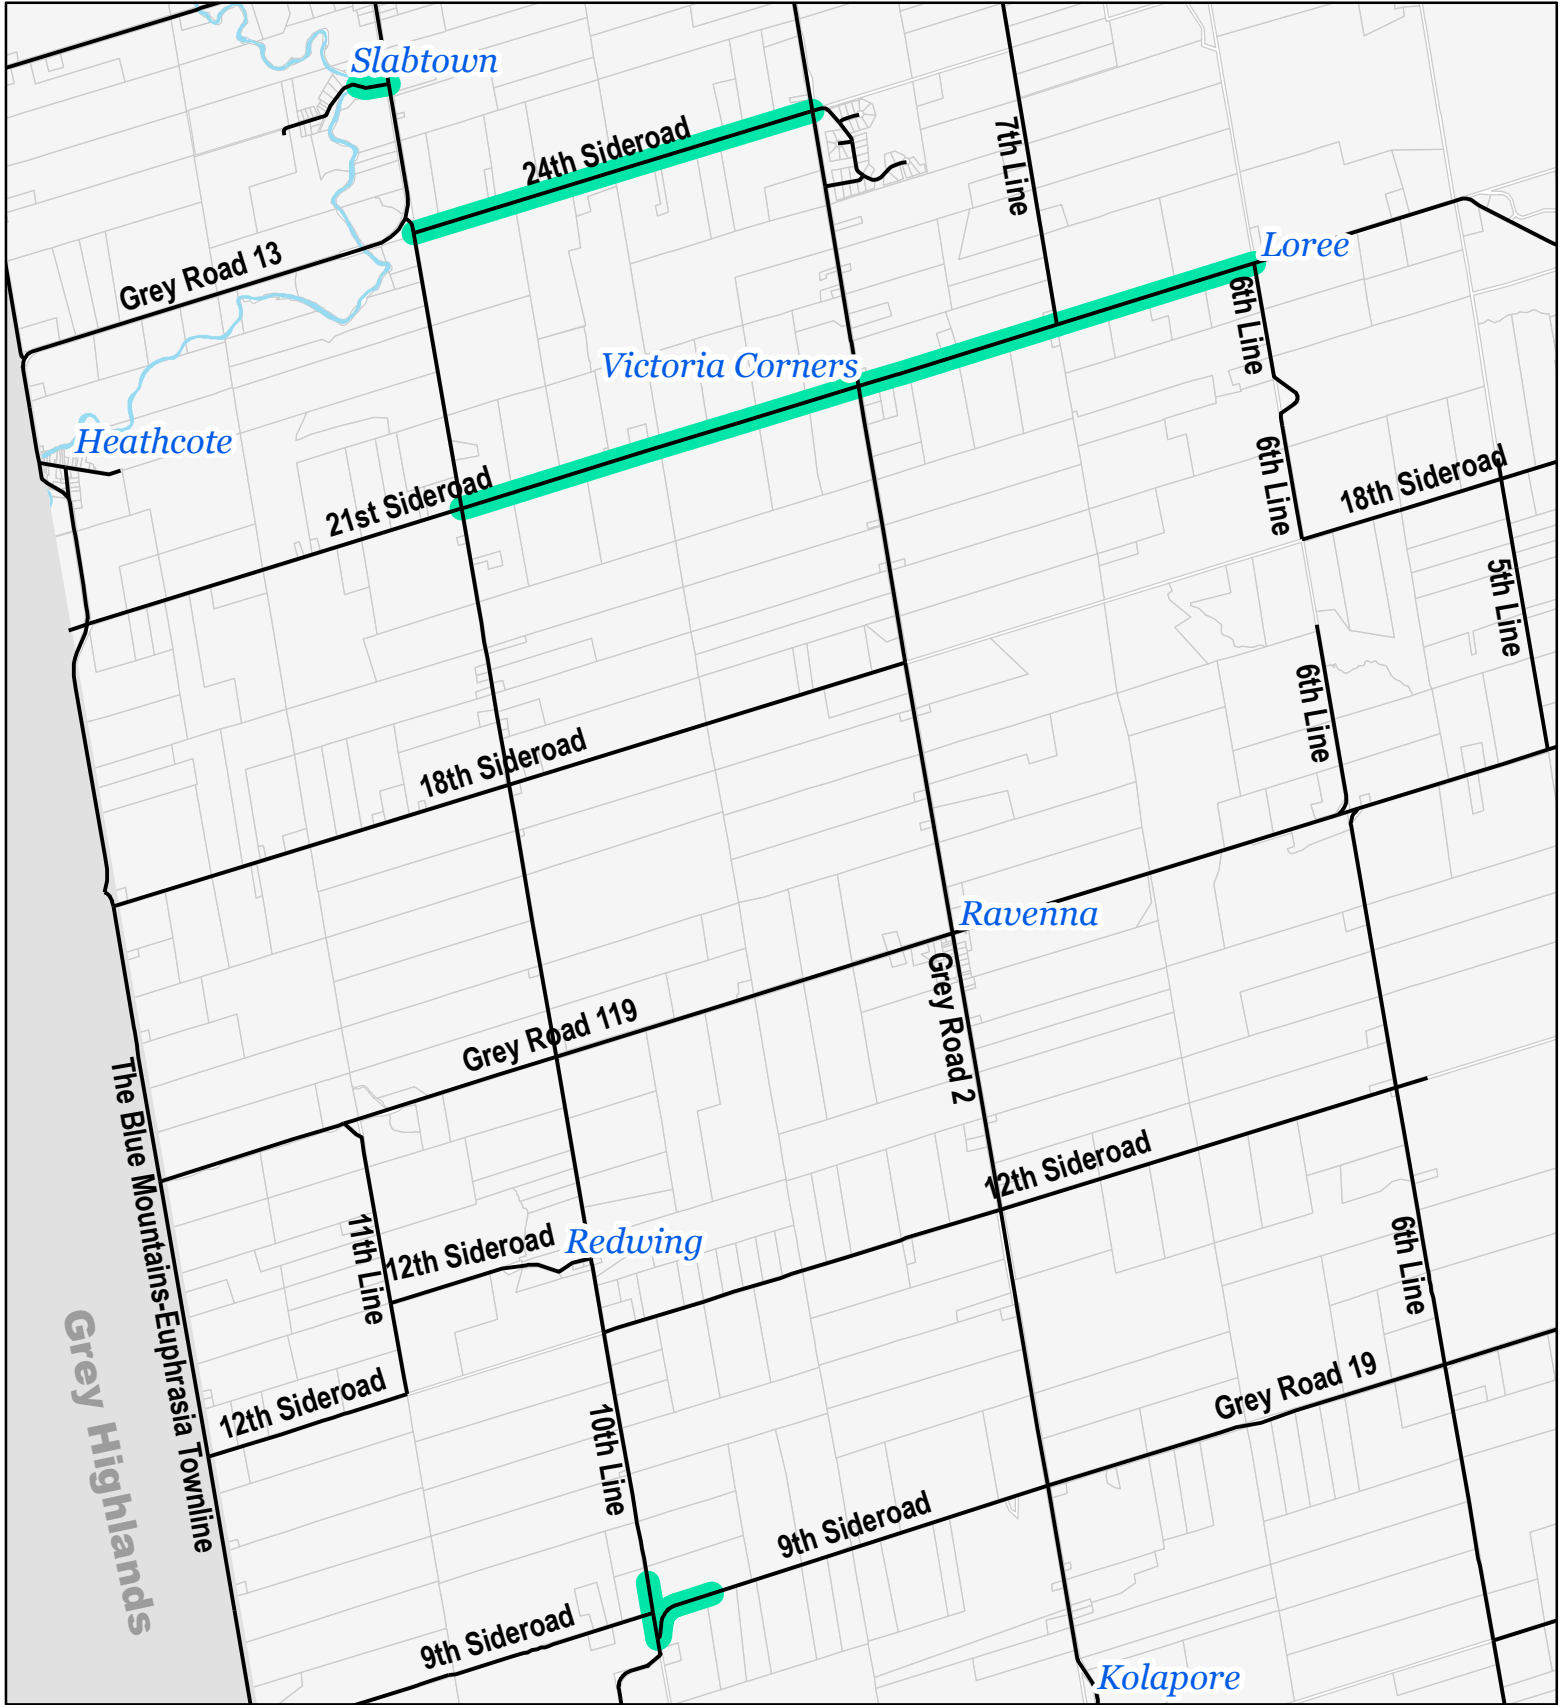 Slabtown
24th Sideroad
7th Line
Loree
Grey Road 13
6th Line
Victoria Corners
Heathcote
6th Line
18th Sideroad
21st Sideroad
5th Line
6th Line
18th Sideroad
Ravenna
Grey Road 2
Grey Road 119
The Blue Mountains-Euphrasia Townline
12th Sideroad
11th Line
12th Sideroad
Redwing
6th Line
Grey Highlands
12th Sideroad
Grey Road 19
10th Line
9th Sideroad
9th Sideroad
Kolapore